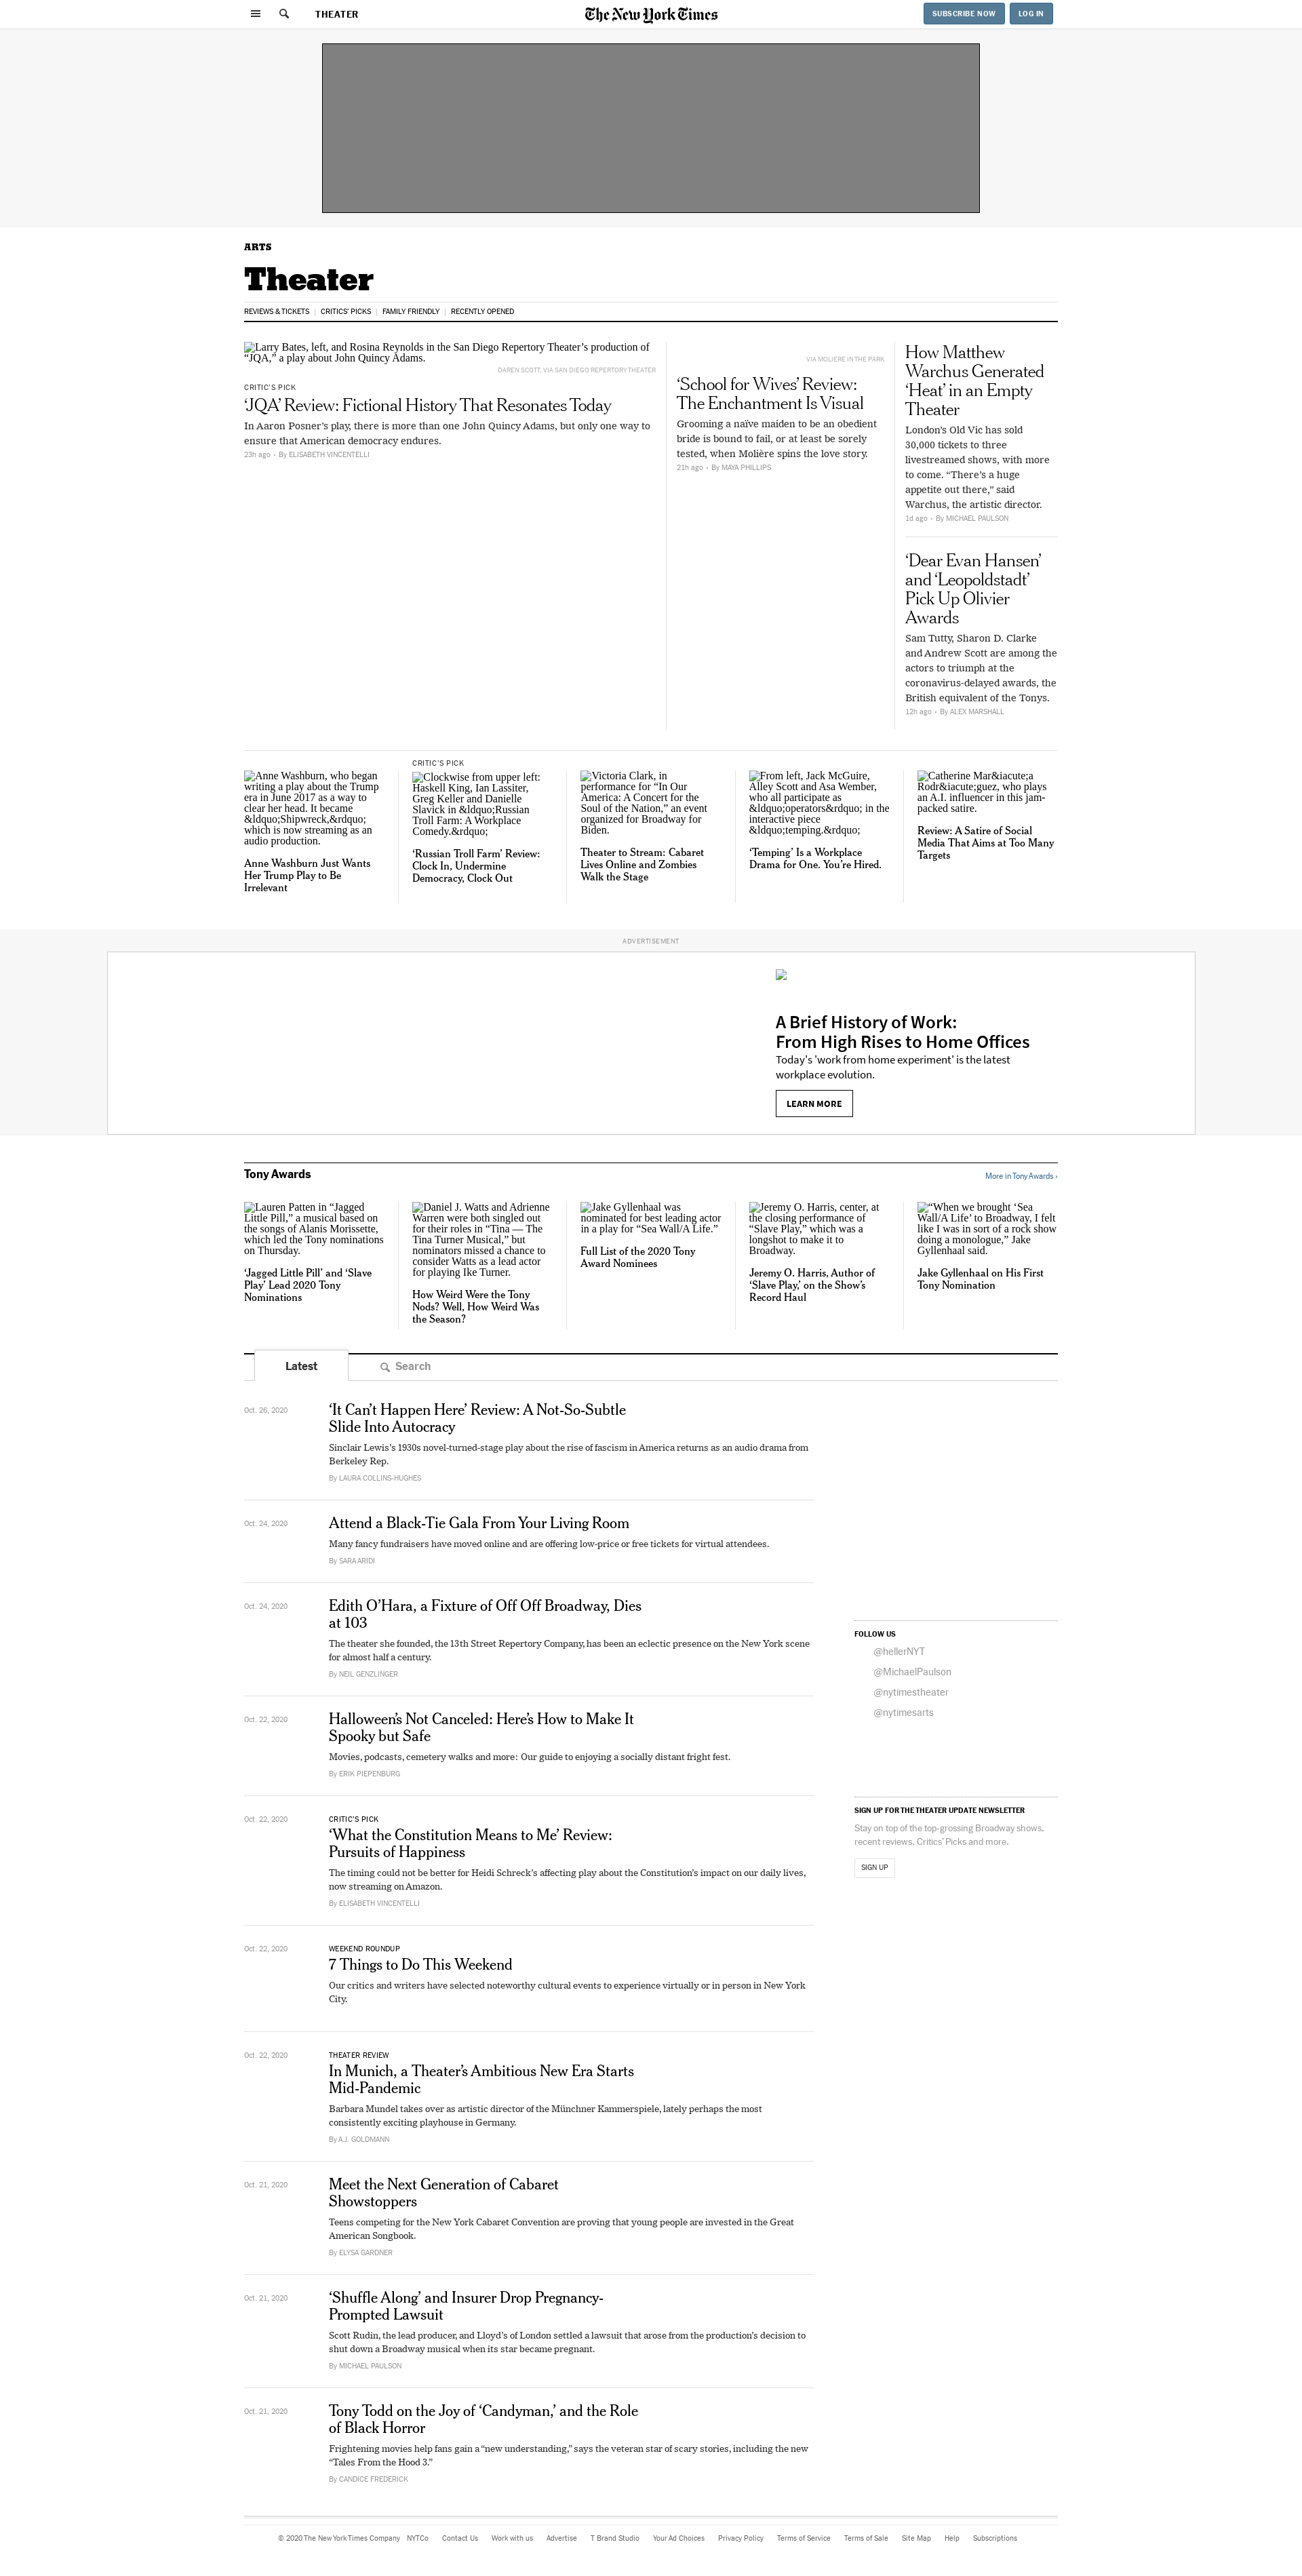 THEATER
The New York Times
SUBSCRIBE NOW
LOG IN
ARTS
Theater
REVIEWS & TICKETS
CRITICS' PICKS
FAMILY FRIENDLY
RECENTLY OPENED
Larry Bates, left, and Rosina Reynolds in the San Diego Repertory Theater’s production of
“JQA,” a play about John Quincy Adams.
DAREN SCOTT, VIA SAN DIEGO REPERTORY THEATER
CRITIC’S PICK
‘JQA’ Review: Fictional History That Resonates Today
In Aaron Posner’s play, there is more than one John Quincy Adams, but only one way to
ensure that American democracy endures.
23h ago • By ELISABETH VINCENTELLI
VIA MOLIERE IN THE PARK
‘School for Wives’ Review:
The Enchantment Is Visual
Grooming a naïve maiden to be an obedient
bride is bound to fail, or at least be sorely
tested, when Molière spins the love story.
21h ago • By MAYA PHILLIPS
How Matthew
Warchus Generated
‘Heat’ in an Empty
Theater
London’s Old Vic has sold
30,000 tickets to three
livestreamed shows, with more
to come. “There’s a huge
appetite out there,” said
Warchus, the artistic director.
1d ago • By MICHAEL PAULSON
‘Dear Evan Hansen’
and ‘Leopoldstadt’
Pick Up Olivier
Awards
Sam Tutty, Sharon D. Clarke
and Andrew Scott are among the
actors to triumph at the
coronavirus-delayed awards, the
British equivalent of the Tonys.
12h ago • By ALEX MARSHALL
Anne Washburn, who began
writing a play about the Trump
era in June 2017 as a way to
clear her head. It became
&ldquo;Shipwreck,&rdquo;
which is now streaming as an
audio production.
Anne Washburn Just Wants
Her Trump Play to Be
Irrelevant
CRITIC’S PICK
Clockwise from upper left:
Haskell King, Ian Lassiter,
Greg Keller and Danielle
Slavick in &ldquo;Russian
Troll Farm: A Workplace
Comedy.&rdquo;
‘Russian Troll Farm’ Review:
Clock In, Undermine
Democracy, Clock Out
Victoria Clark, in
performance for “In Our
America: A Concert for the
Soul of the Nation,” an event
organized for Broadway for
Biden.
Theater to Stream: Cabaret
Lives Online and Zombies
Walk the Stage
From left, Jack McGuire,
Alley Scott and Asa Wember,
who all participate as
&ldquo;operators&rdquo; in the
interactive piece
&ldquo;temping.&rdquo;
‘Temping’ Is a Workplace
Drama for One. You’re Hired.
Catherine Mar&iacute;a
Rodr&iacute;guez, who plays
an A.I. influencer in this jam-
packed satire.
Review: A Satire of Social
Media That Aims at Too Many
Targets
ADVERTISEMENT
A Brief History of Work:
From High Rises to Home Offices
Today's 'work from home experiment' is the latest
workplace evolution.
LEARN MORE
Tony Awards
More in Tony Awards ›
Lauren Patten in “Jagged
Little Pill,” a musical based on
the songs of Alanis Morissette,
which led the Tony nominations
on Thursday.
‘Jagged Little Pill’ and ‘Slave
Play’ Lead 2020 Tony
Nominations
Daniel J. Watts and Adrienne
Warren were both singled out
for their roles in “Tina — The
Tina Turner Musical,” but
nominators missed a chance to
consider Watts as a lead actor
for playing Ike Turner.
How Weird Were the Tony
Nods? Well, How Weird Was
the Season?
Jake Gyllenhaal was
nominated for best leading actor
in a play for “Sea Wall/A Life.”
Full List of the 2020 Tony
Award Nominees
Jeremy O. Harris, center, at
the closing performance of
“Slave Play,” which was a
longshot to make it to
Broadway.
Jeremy O. Harris, Author of
‘Slave Play,’ on the Show’s
Record Haul
“When we brought ‘Sea
Wall/A Life’ to Broadway, I felt
like I was in sort of a rock show
doing a monologue,” Jake
Gyllenhaal said.
Jake Gyllenhaal on His First
Tony Nomination
Latest
Search
Oct. 26, 2020
‘It Can’t Happen Here’ Review: A Not-So-Subtle
Slide Into Autocracy
Sinclair Lewis’s 1930s novel-turned-stage play about the rise of fascism in America returns as an audio drama from
Berkeley Rep.
By LAURA COLLINS-HUGHES
Oct. 24, 2020
Attend a Black-Tie Gala From Your Living Room
Many fancy fundraisers have moved online and are offering low-price or free tickets for virtual attendees.
By SARA ARIDI
Oct. 24, 2020
Edith O’Hara, a Fixture of Off Off Broadway, Dies
at 103
The theater she founded, the 13th Street Repertory Company, has been an eclectic presence on the New York scene
for almost half a century.
By NEIL GENZLINGER
Oct. 22, 2020
Halloween’s Not Canceled: Here’s How to Make It
Spooky but Safe
Movies, podcasts, cemetery walks and more: Our guide to enjoying a socially distant fright fest.
By ERIK PIEPENBURG
Oct. 22, 2020
CRITIC’S PICK
‘What the Constitution Means to Me’ Review:
Pursuits of Happiness
The timing could not be better for Heidi Schreck’s affecting play about the Constitution’s impact on our daily lives,
now streaming on Amazon.
By ELISABETH VINCENTELLI
Oct. 22, 2020
WEEKEND ROUNDUP
7 Things to Do This Weekend
Our critics and writers have selected noteworthy cultural events to experience virtually or in person in New York
City.
Oct. 22, 2020
THEATER REVIEW
In Munich, a Theater’s Ambitious New Era Starts
Mid-Pandemic
Barbara Mundel takes over as artistic director of the Münchner Kammerspiele, lately perhaps the most
consistently exciting playhouse in Germany.
By A.J. GOLDMANN
Oct. 21, 2020
Meet the Next Generation of Cabaret
Showstoppers
Teens competing for the New York Cabaret Convention are proving that young people are invested in the Great
American Songbook.
By ELYSA GARDNER
Oct. 21, 2020
‘Shuffle Along’ and Insurer Drop Pregnancy-
Prompted Lawsuit
Scott Rudin, the lead producer, and Lloyd’s of London settled a lawsuit that arose from the production’s decision to
shut down a Broadway musical when its star became pregnant.
By MICHAEL PAULSON
Oct. 21, 2020
Tony Todd on the Joy of ‘Candyman,’ and the Role
of Black Horror
Frightening movies help fans gain a “new understanding,” says the veteran star of scary stories, including the new
“Tales From the Hood 3.”
By CANDICE FREDERICK
FOLLOW US
@hellerNYT
@MichaelPaulson
@nytimestheater
@nytimesarts
SIGN UP FOR THE THEATER UPDATE NEWSLETTER
Stay on top of the top-grossing Broadway shows,
recent reviews. Critics’ Picks and more.
SIGN UP
© 2020 The New York Times Company
NYTCo
Contact Us
Work with us
Advertise
T Brand Studio
Your Ad Choices
Privacy Policy
Terms of Service
Terms of Sale
Site Map
Help
Subscriptions